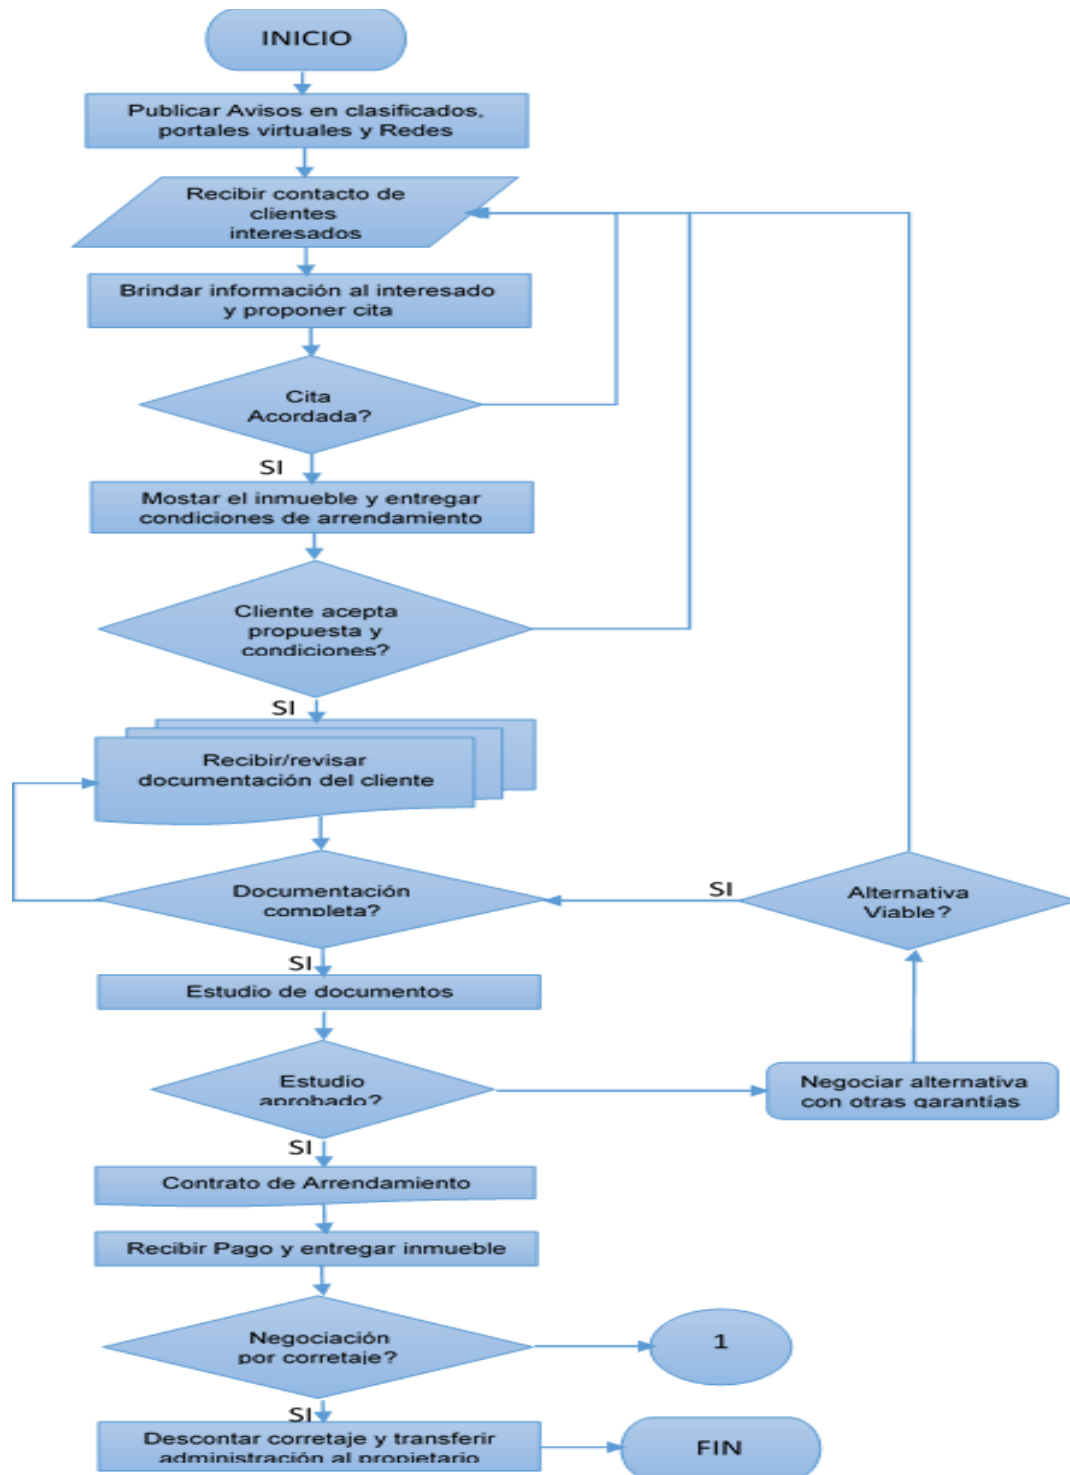 INICIO
Publicar Avisos en clasificados,
portales virtuales y Redes
Recibir contacto de
clientes
interesados
Brindar información al interesado
y proponer cita
Cita
Acordada?
SI
Mostar el inmueble y entregar
condiciones de arrendamiento
Cliente acepta
propuesta y
condiciones?
SI
Recibir/revisar
documentación del cliente
Documentación
completa?
SI
Alternativa
Viable?
SI
Estudio de documentos
Estudio
aprobado?
Negociar alternativa
con otras garantías
SI
Contrato de Arrendamiento
Recibir Pago y entregar inmueble
Negociación
por corretaje?
1
SI
Descontar corretaje y transferir
administración al propietario
FIN